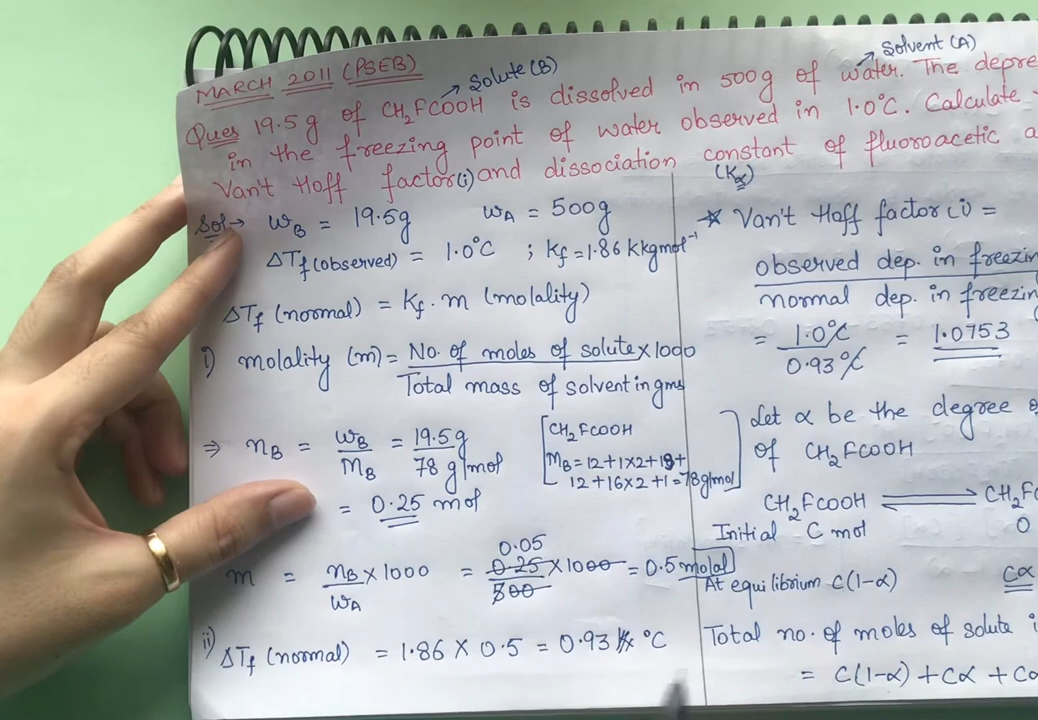 MARCH 2011 (PSEB)
Solute (B)
Solvent (A)
Ques 19.5g of CH₂FCOOH is dissolved in 500g of water. The depre
in the freezing point of water observed in 1.0°C. Calculate
Van't Hoff factor (i) and dissociation constant of fluoroacetic a
(Kα)
Sol→ WB = 19.5g WA = 500g
ΔTf (observed) = 1.0°C ; Kf = 1.86 K kg mol⁻¹
ΔTf (normal) = Kf . m (molality)
i) molality (m) = No. of moles of solute × 1000
Total mass of solvent in gms
⇒ nB = WB = 19.5g
MB 78 g/mol
= 0.25 mol
[CH₂FCOOH
MB = 12+1×2+19+
12+16×2+1=78g/mol]
0.05
m = nB × 1000 = 0.25 × 1000 = 0.5 molal
WA 500
ii) ΔTf (normal) = 1.86 × 0.5 = 0.93 °C
* Van't Hoff factor (i) =
observed dep. in freezin
normal dep. in freezin
= 1.0°C = 1.0753
0.93°C
Let α be the degree o
of CH₂FCOOH
CH₂FCOOH ⇌ CH₂F
Initial C mol 0
At equilibrium C(1-α) Cα
Total no. of moles of solute
= C(1-α) + Cα + Cα